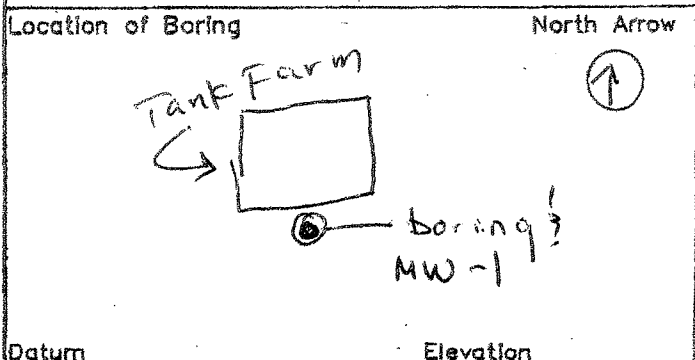 Location of Boring North Arrow
Tank Farm
boring &
MW-1
Datum Elevation